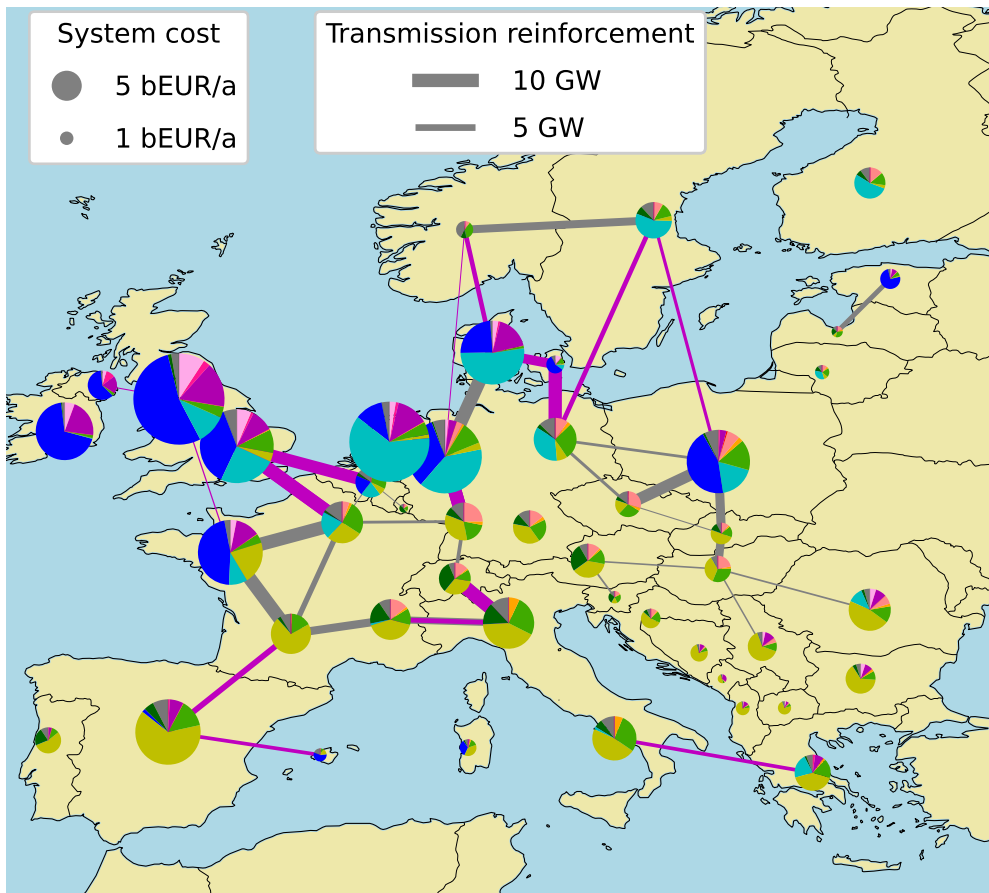 System cost
5 bEUR/a
1 bEUR/a
Transmission reinforcement
10 GW
5 GW